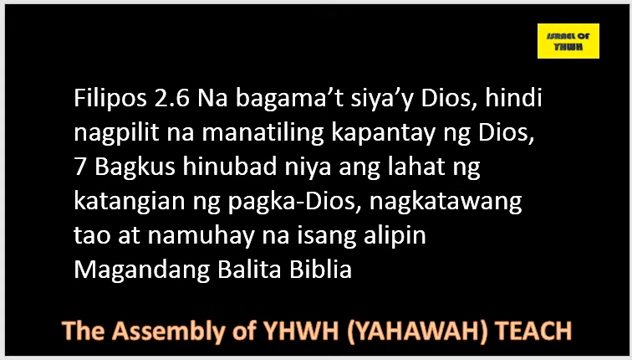 ISRAEL OF
YHWH
Filipos 2.6 Na bagama’t siya’y Dios, hindi
nagpilit na manatiling kapantay ng Dios,
7 Bagkus hinubad niya ang lahat ng
katangian ng pagka-Dios, nagkatawang
tao at namuhay na isang alipin
Magandang Balita Biblia
The Assembly of YHWH (YAHAWAH) TEACH